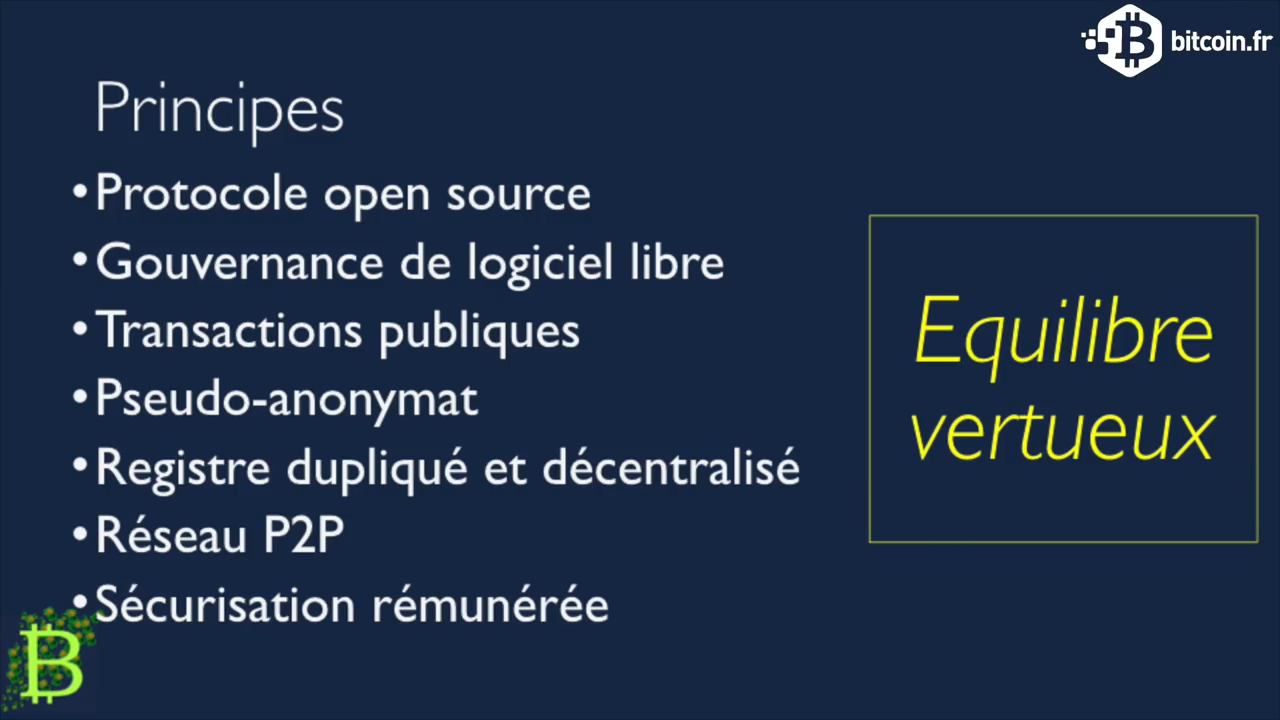 bitcoin.fr
Principes
•Protocole open source
•Gouvernance de logiciel libre
•Transactions publiques
•Pseudo-anonymat
•Registre dupliqué et décentralisé
•Réseau P2P
•Sécurisation rémunérée
Equilibre
vertueux